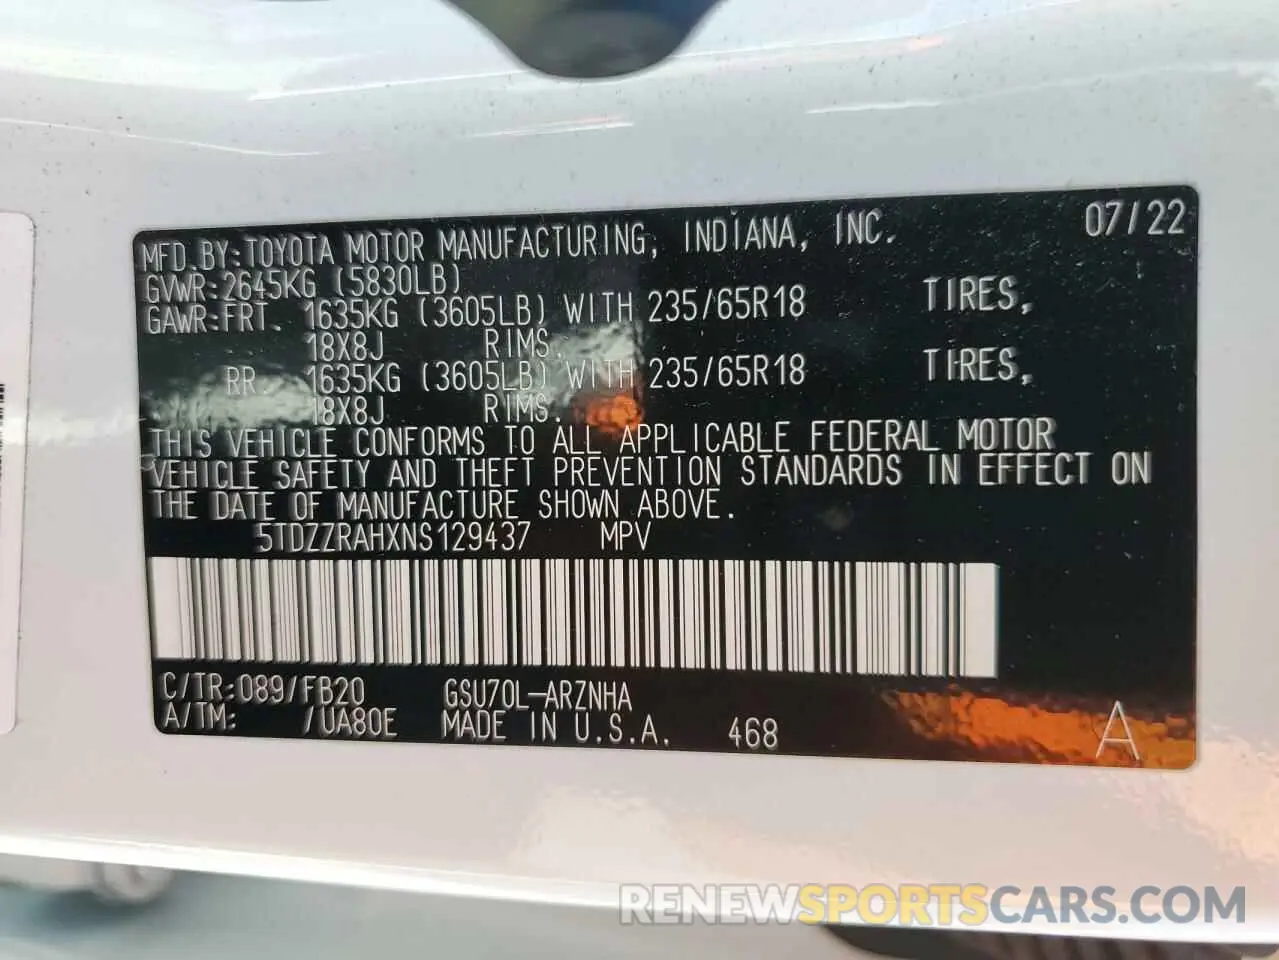 07/22
MFD.BY:TOYOTA MOTOR MANUFACTURING, INDIANA, INC.
GVWR:2645KG (5830LB)
GAWR:FRT. 1635KG (3605LB) WITH 235/65R18 TIRES,
18X8J RIMS.
RR. 1635KG (3605LB) WITH 235/65R18 TIRES,
18X8J RIMS.
THIS VEHICLE CONFORMS TO ALL APPLICABLE FEDERAL MOTOR
VEHICLE SAFETY AND THEFT PREVENTION STANDARDS IN EFFECT ON
THE DATE OF MANUFACTURE SHOWN ABOVE.
5TDZZRAHXNS129437 MPV
C/TR:089/FB20 GSU70L-ARZNHA
A/TM: /UA80E MADE IN U.S.A. 468 A
RENEWSPORTSCARS.COM